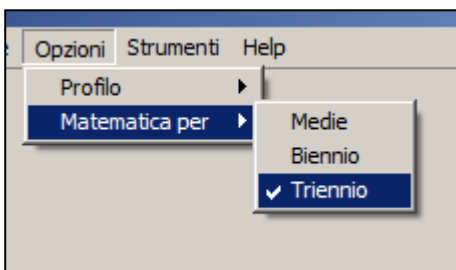 Opzioni Strumenti Help
Profilo
Matematica per
Medie
Biennio
Triennio